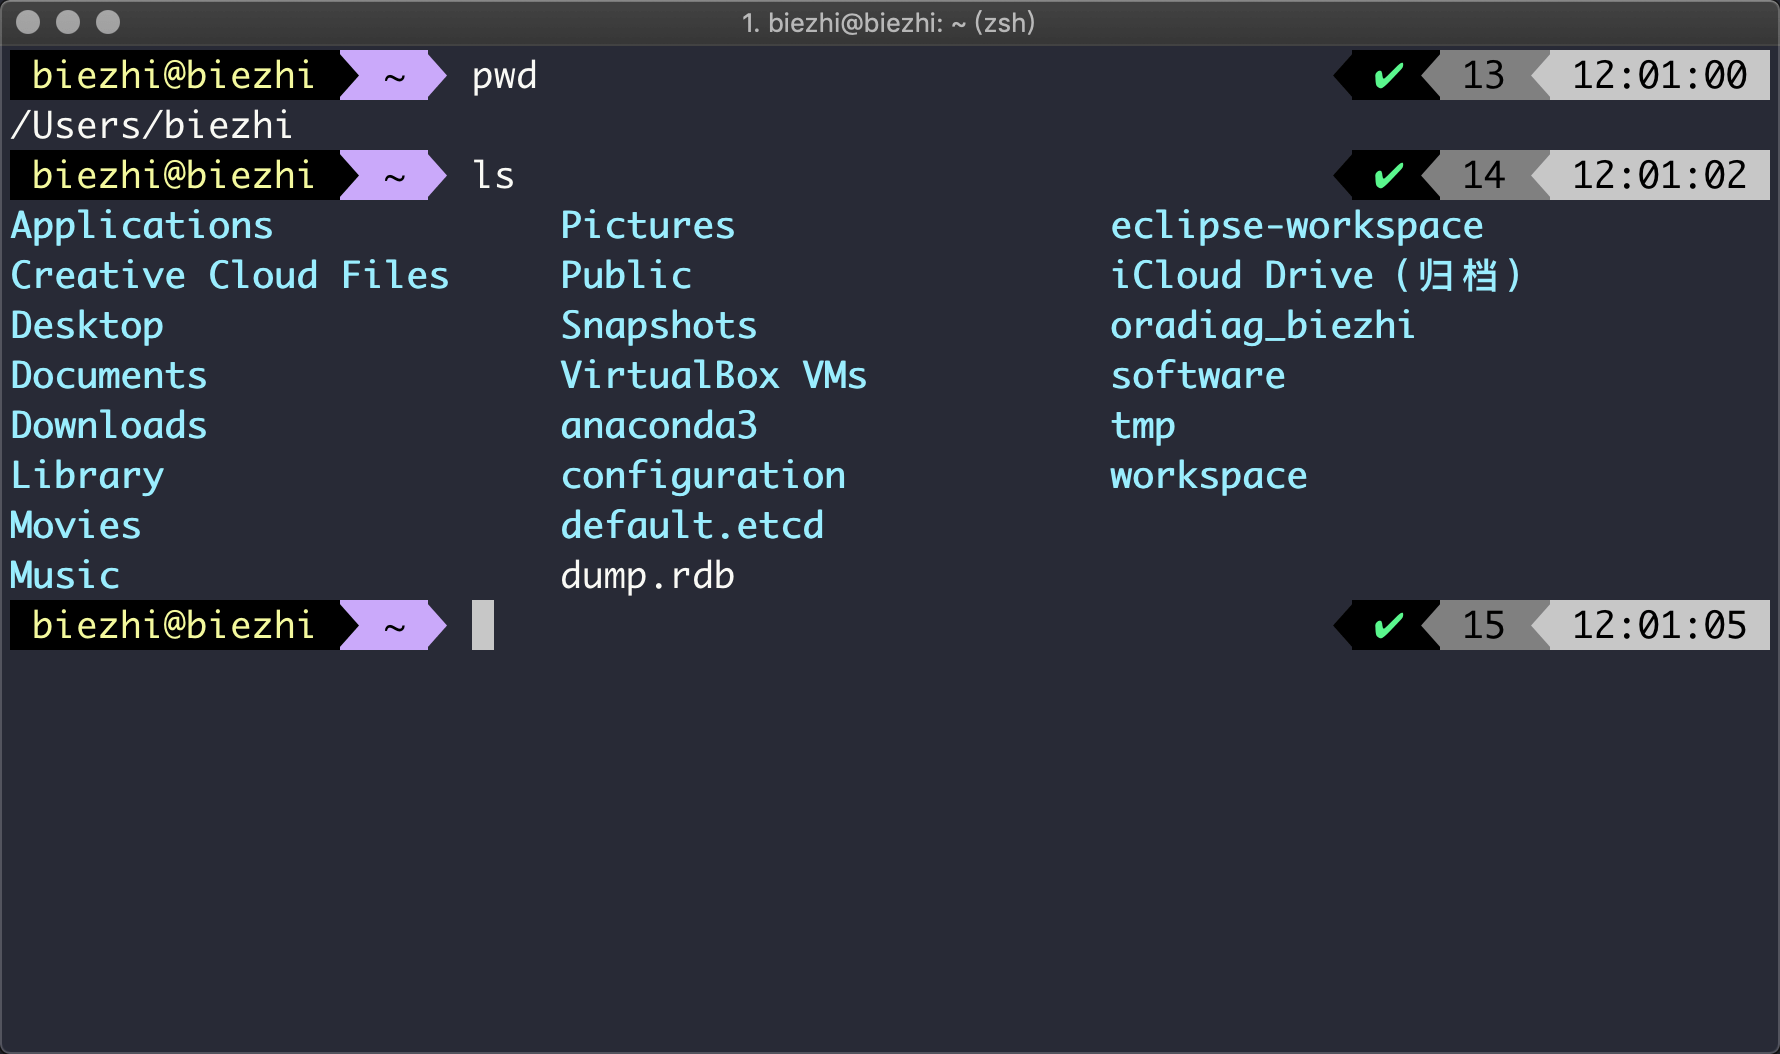 1. biezhi@biezhi: ~ (zsh)
biezhi@biezhi ~ pwd ✔ 13 12:01:00
/Users/biezhi
biezhi@biezhi ~ ls ✔ 14 12:01:02
Applications Pictures eclipse-workspace
Creative Cloud Files Public iCloud Drive（归档）
Desktop Snapshots oradiag_biezhi
Documents VirtualBox VMs software
Downloads anaconda3 tmp
Library configuration workspace
Movies default.etcd
Music dump.rdb
biezhi@biezhi ~ ✔ 15 12:01:05